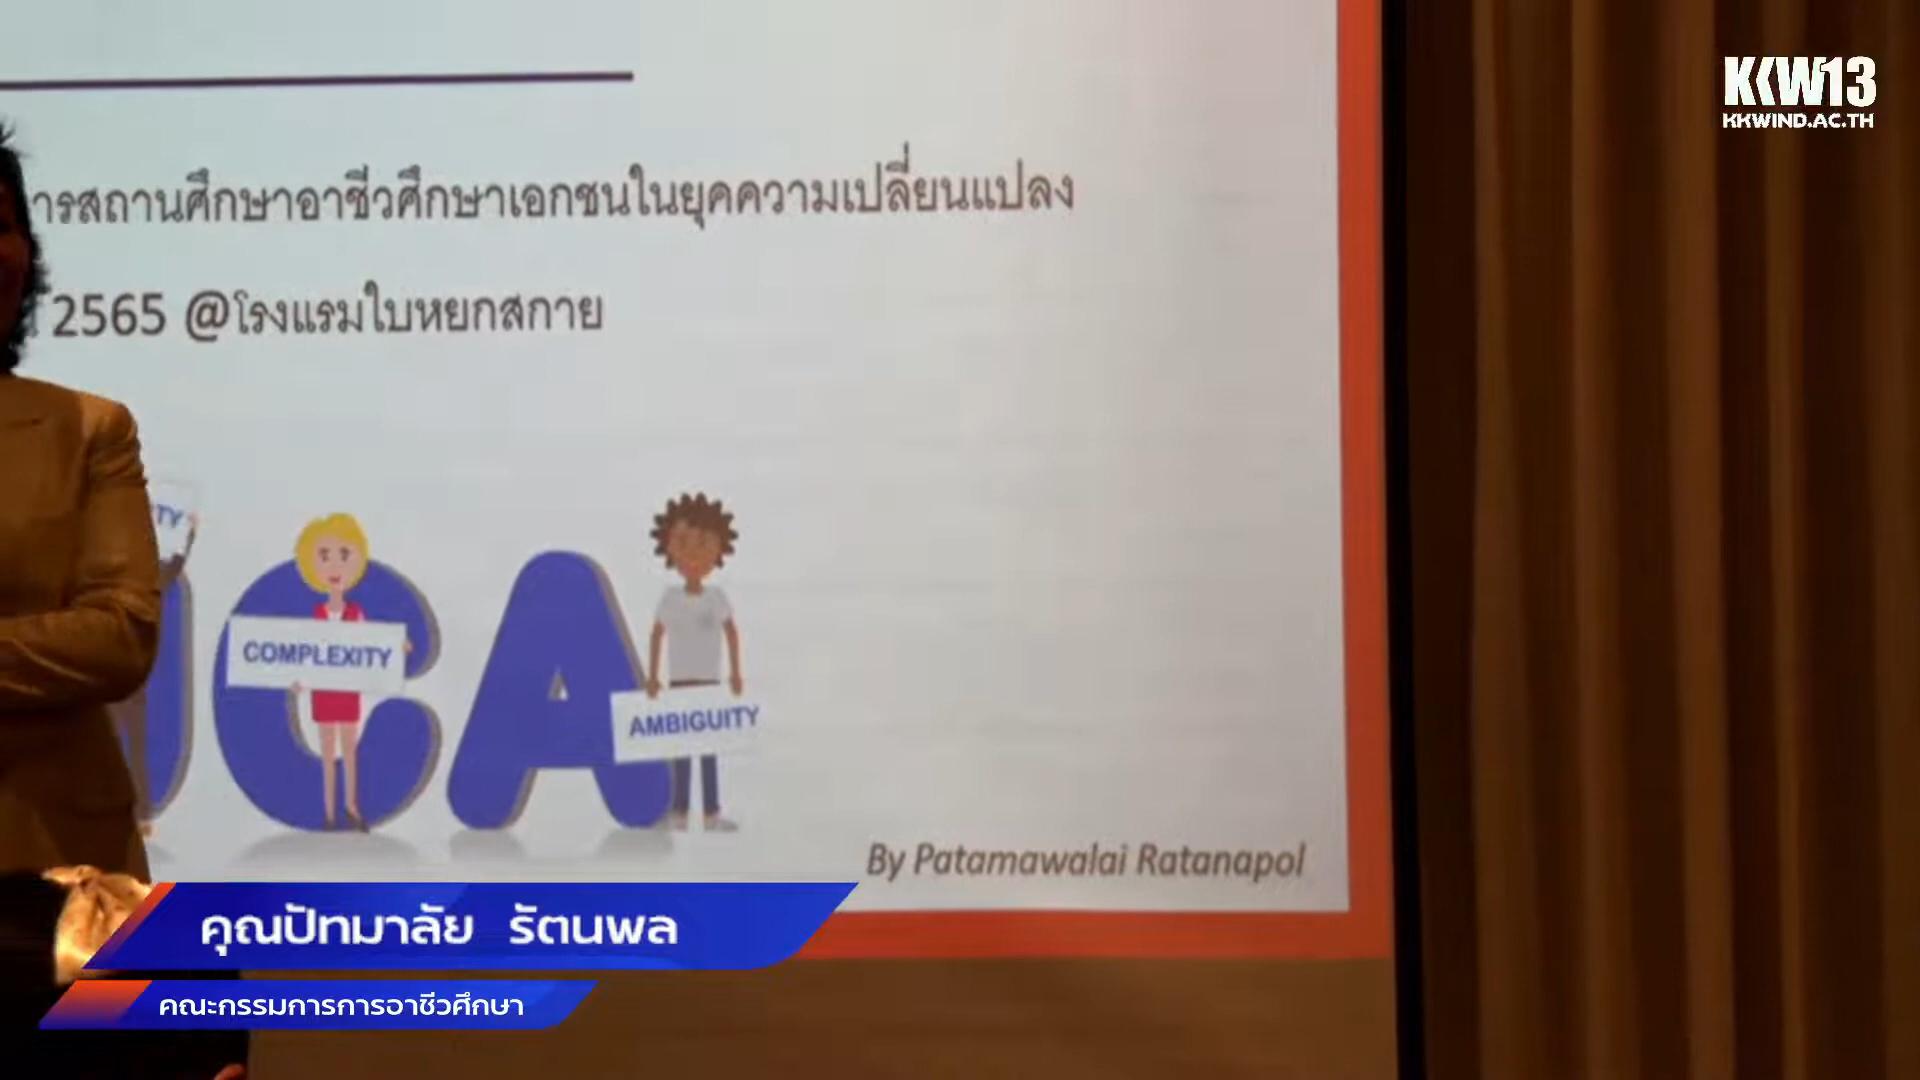 KKW13
KKWIND.AC.TH
ารสถานศึกษาอาชีวศึกษาเอกชนในยุคความเปลี่ยนแปลง
2565 @โรงแรมใบหยกสกาย
TY
UCA
COMPLEXITY
AMBIGUITY
By Patamawalai Ratanapol
คุณปัทมาลัย รัตนพล
คณะกรรมการการอาชีวศึกษา